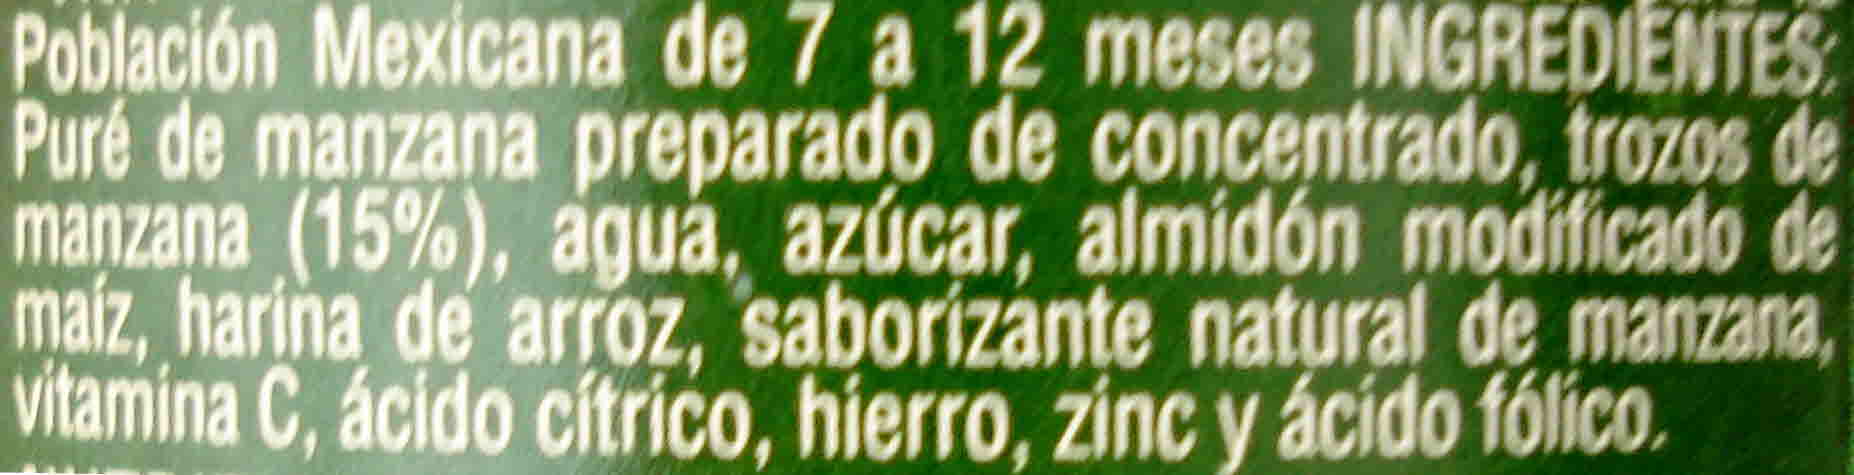 Población Mexicana de 7 a 12 meses INGREDIENTES:
Puré de manzana preparado de concentrado, trozos de
manzana (15%), agua, azúcar, almidón modificado de
maíz, harina de arroz, saborizante natural de manzana,
vitamina C, ácido cítrico, hierro, zinc y ácido fólico.